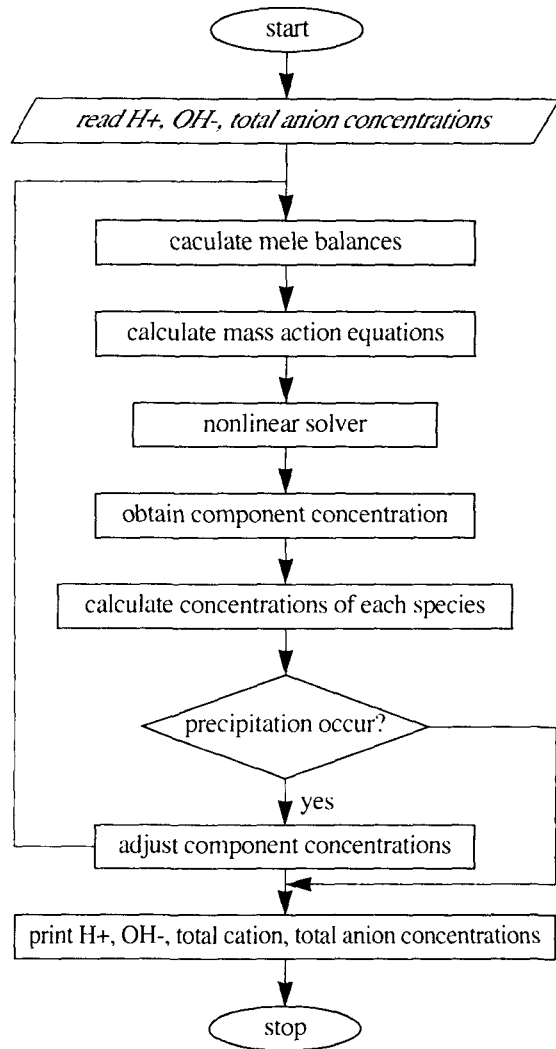 start
read H+, OH-, total anion concentrations
caculate mele balances
calculate mass action equations
nonlinear solver
obtain component concentration
calculate concentrations of each species
precipitation occur?
yes
adjust component concentrations
print H+, OH-, total cation, total anion concentrations
stop